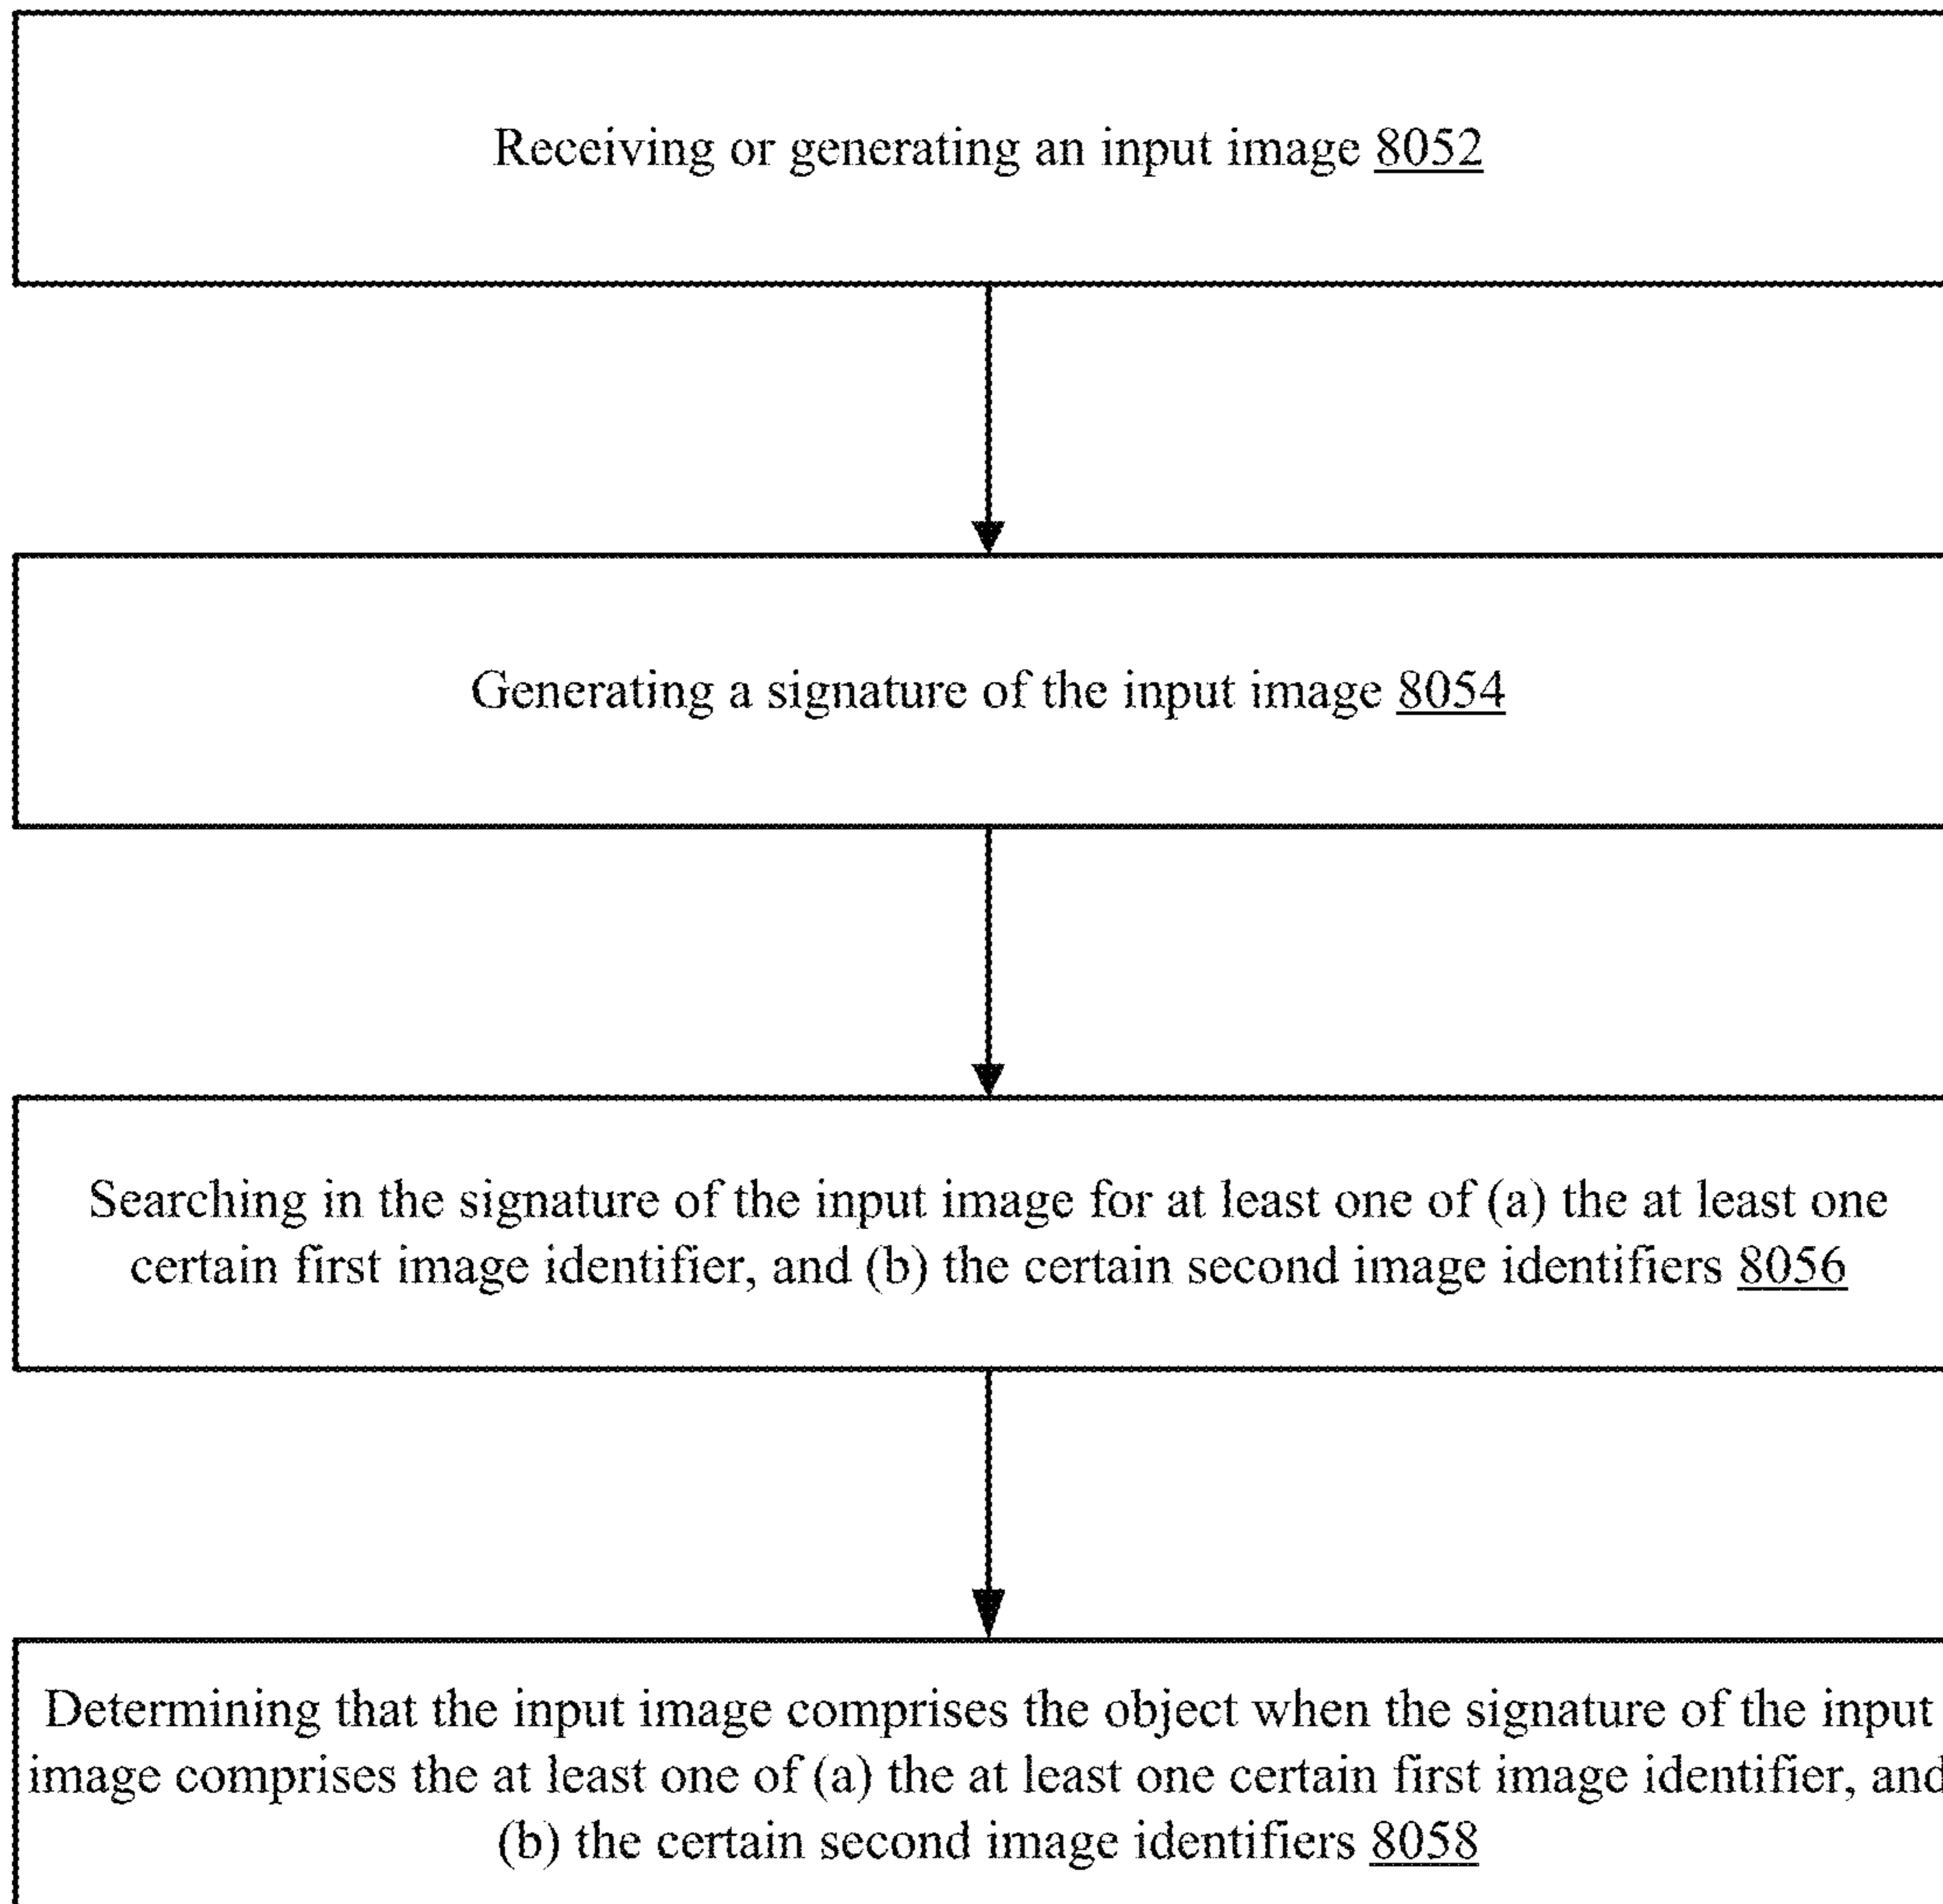 Receiving or generating an input image 8052
Generating a signature of the input image 8054
Searching in the signature of the input image for at least one of (a) the at least one
certain first image identifier, and (b) the certain second image identifiers 8056
Determining that the input image comprises the object when the signature of the input
image comprises the at least one of (a) the at least one certain first image identifier, and
(b) the certain second image identifiers 8058